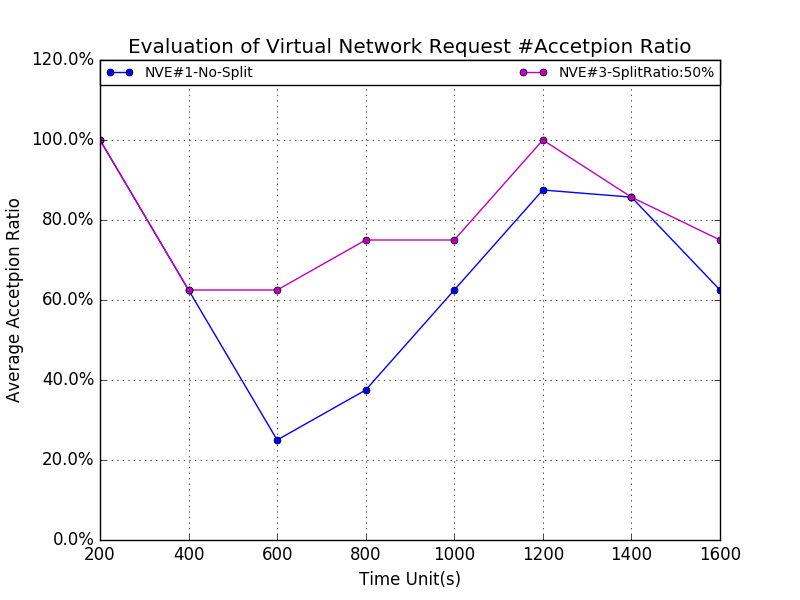 Evaluation of Virtual Network Request #Accetpion Ratio
120.0%
NVE#1-No-Split NVE#3-SplitRatio:50%
100.0%
80.0%
60.0%
40.0%
20.0%
0.0%
Average Accetpion Ratio
200 400 600 800 1000 1200 1400 1600
Time Unit(s)